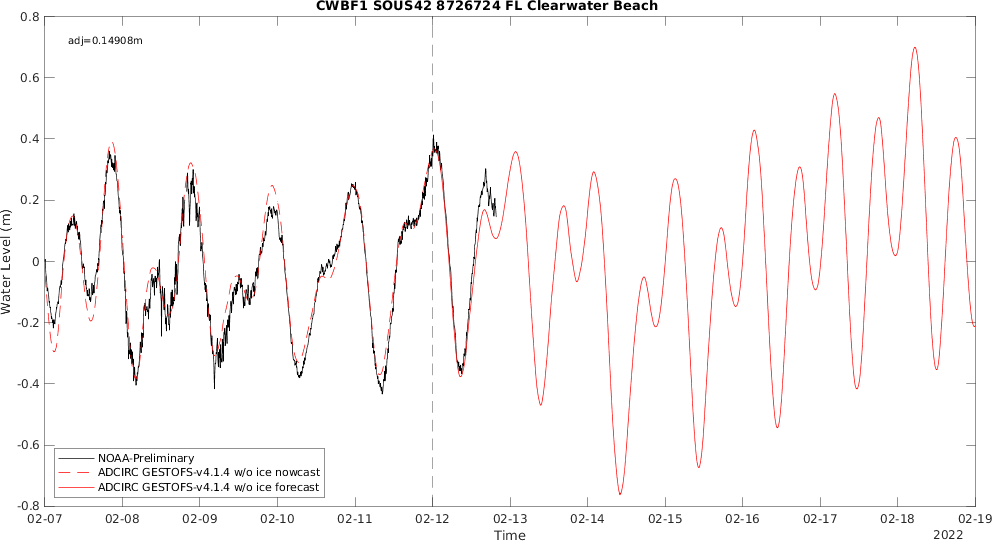 CWBF1 SOUS42 8726724 FL Clearwater Beach
adj=0.14908m
0.8
0.6
0.4
0.2
0
-0.2
-0.4
-0.6
-0.8
Water Level (m)
NOAA-Preliminary
ADCIRC GESTOFS-v4.1.4 w/o ice nowcast
ADCIRC GESTOFS-v4.1.4 w/o ice forecast
02-07 02-08 02-09 02-10 02-11 02-12 02-13 02-14 02-15 02-16 02-17 02-18 02-19
Time
2022